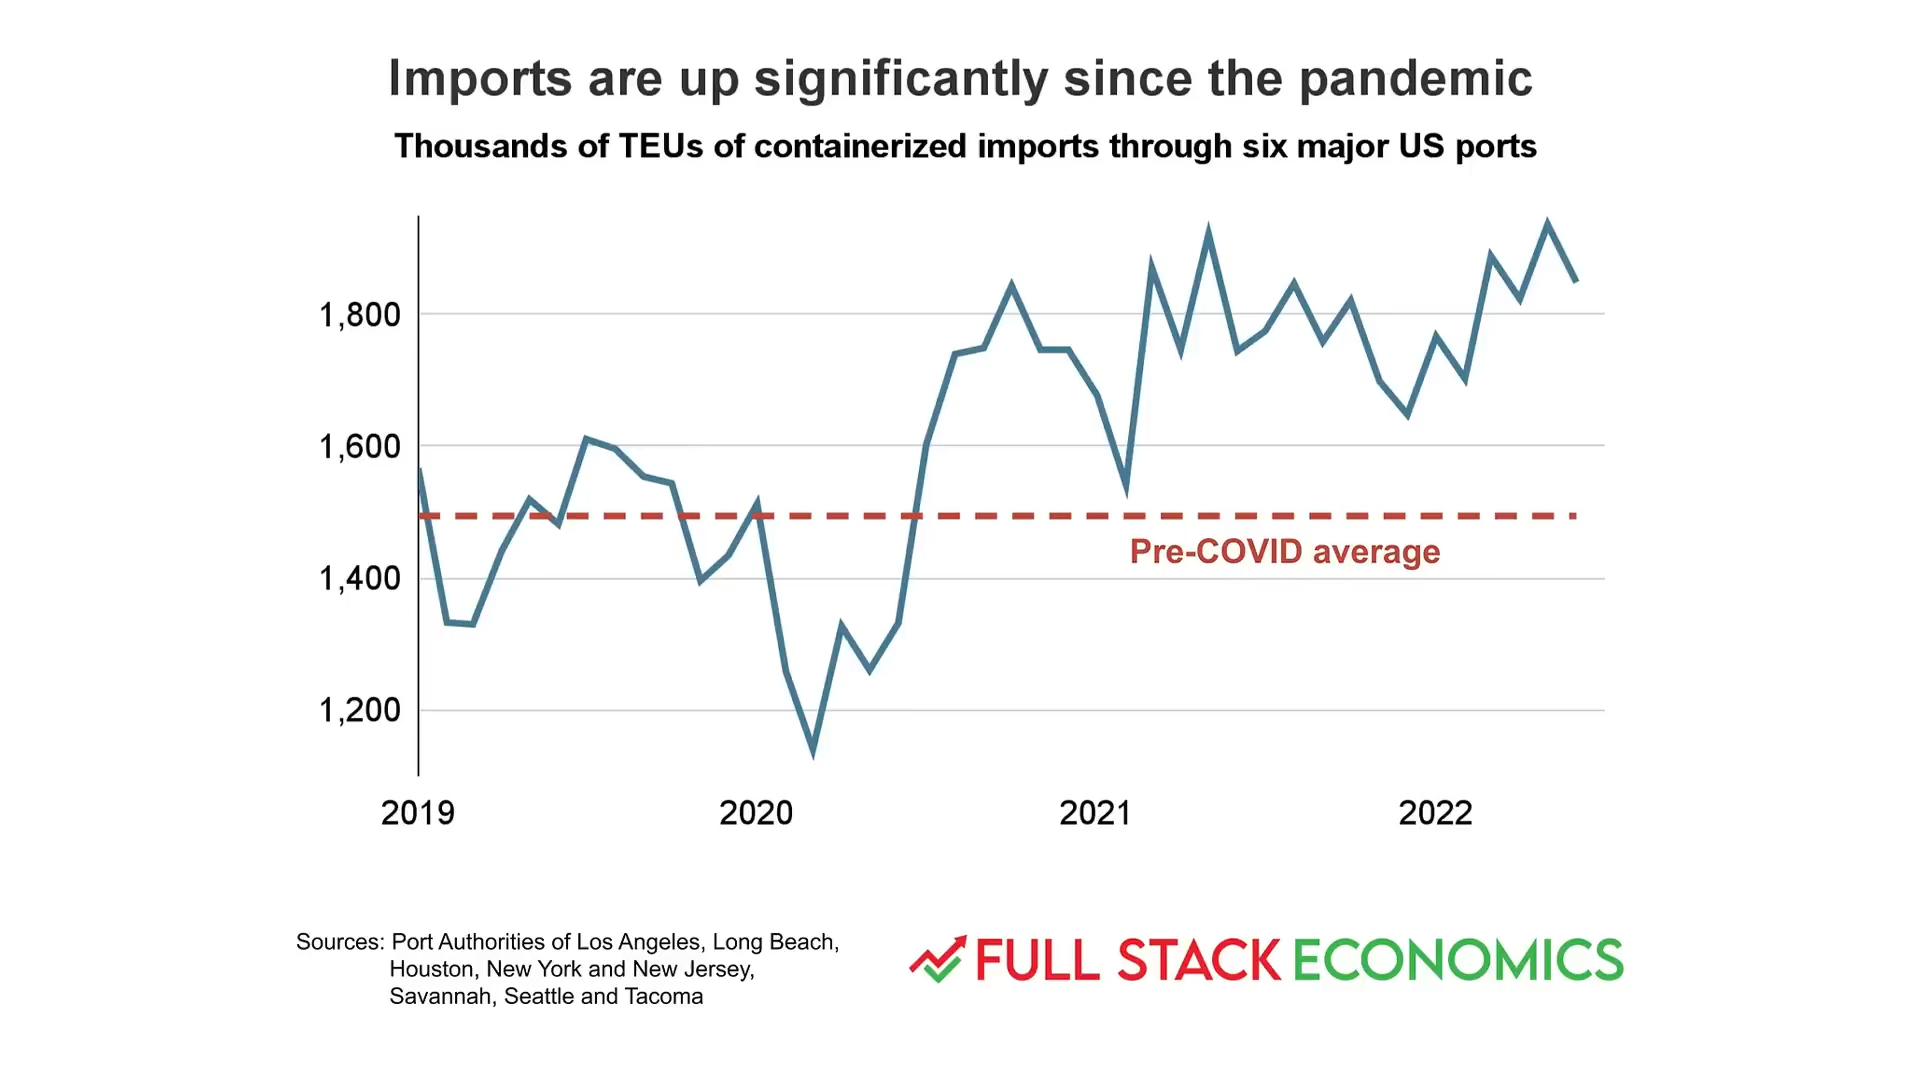 Imports are up significantly since the pandemic
Thousands of TEUs of containerized imports through six major US ports
1,800
1,600
1,400
1,200
Pre-COVID average
2019 2020 2021 2022
Sources: Port Authorities of Los Angeles, Long Beach,
Houston, New York and New Jersey,
Savannah, Seattle and Tacoma
FULL STACK ECONOMICS